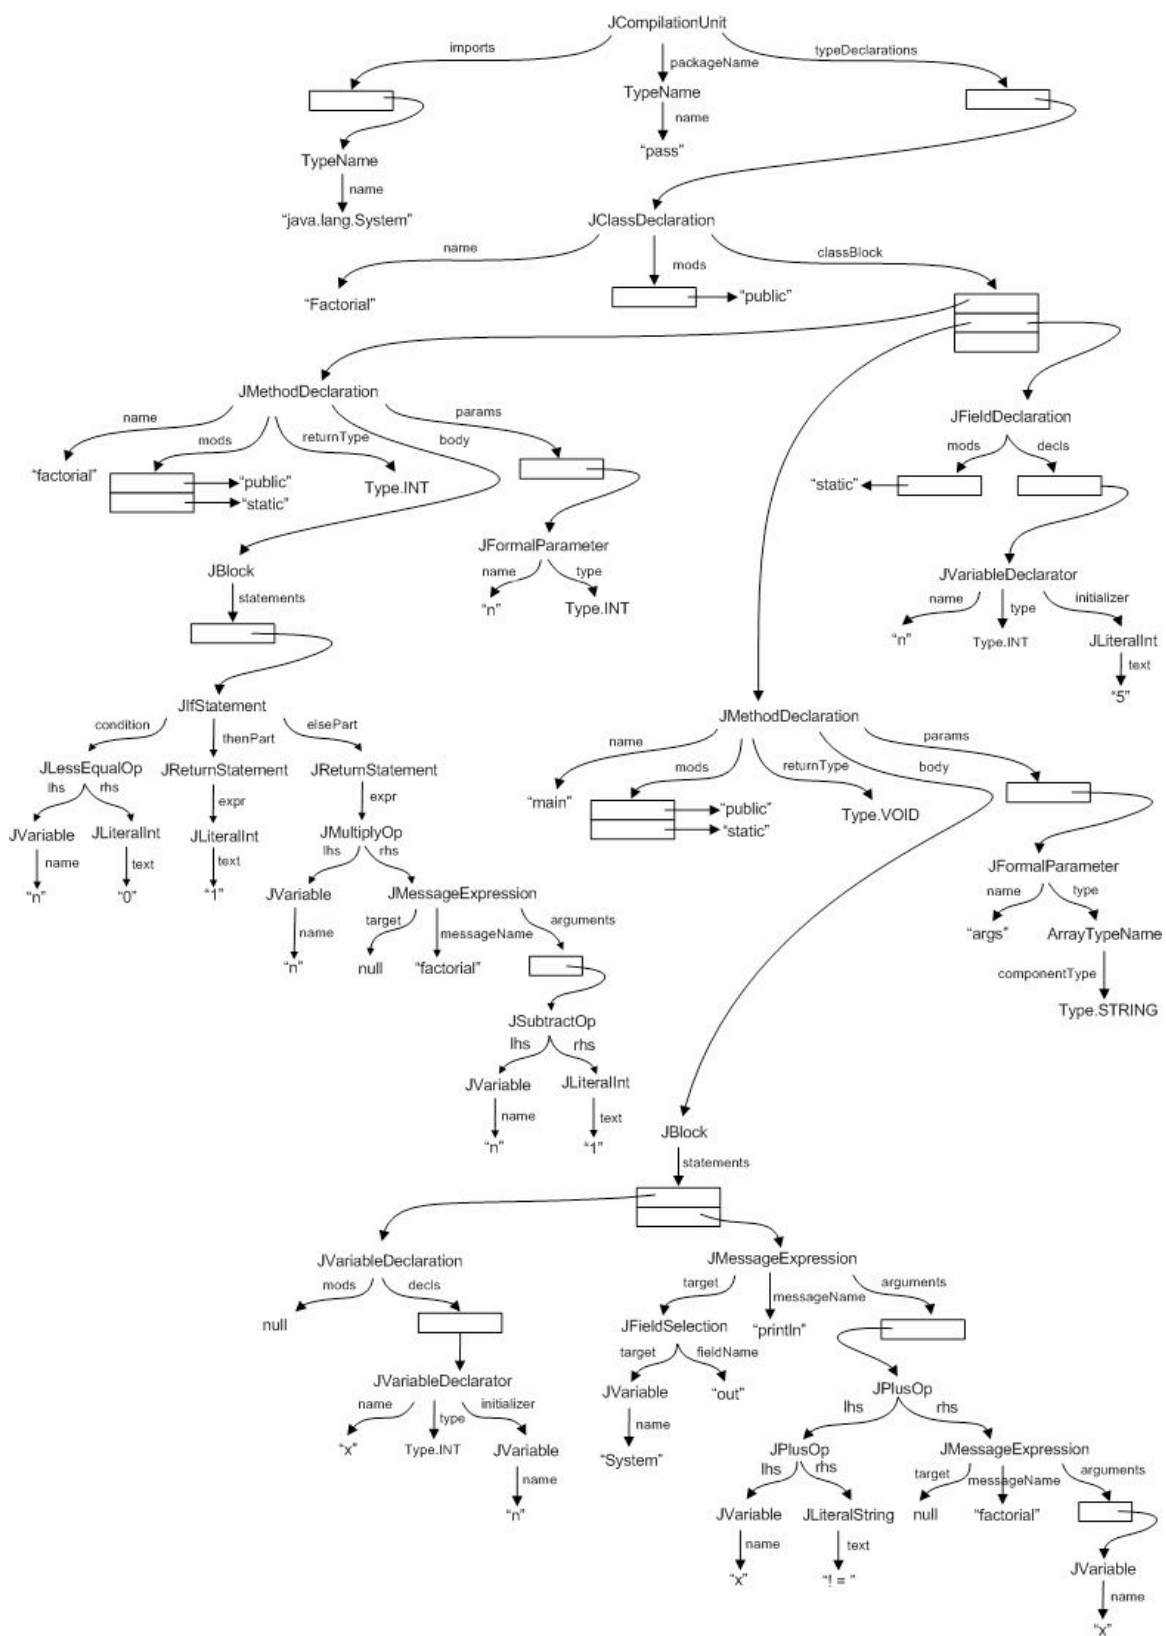 JCompilationUnit
imports
packageName
typeDeclarations
TypeName
name
"pass"
TypeName
name
"java.lang.System"
JClassDeclaration
name
mods
classBlock
"Factorial"
"public"
JMethodDeclaration
name
mods
returnType
body
params
"factorial"
"public"
"static"
Type.INT
JFormalParameter
name
type
"n"
Type.INT
JFieldDeclaration
mods
decls
"static"
JVariableDeclarator
name
type
initializer
"n"
Type.INT
JLiteralInt
text
"5"
JBlock
statements
JIfStatement
condition
thenPart
elsePart
JLessEqualOp
JReturnStatement
JReturnStatement
lhs
rhs
expr
expr
JVariable
JLiteralInt
JLiteralInt
JMultiplyOp
name
text
text
lhs
rhs
"n"
"0"
"1"
JVariable
JMessageExpression
name
target
messageName
arguments
"n"
null
"factorial"
JSubtractOp
lhs
rhs
JVariable
JLiteralInt
name
text
"n"
"1"
JMethodDeclaration
name
mods
returnType
body
params
"main"
"public"
"static"
Type.VOID
JFormalParameter
name
type
"args"
ArrayTypeName
componentType
Type.STRING
JBlock
statements
JVariableDeclaration
mods
decls
null
JVariableDeclarator
name
type
initializer
"x"
Type.INT
JVariable
name
"n"
JMessageExpression
target
messageName
arguments
JFieldSelection
"println"
target
fieldName
JVariable
"out"
name
"System"
JPlusOp
lhs
rhs
JPlusOp
JMessageExpression
lhs
rhs
target
messageName
arguments
JVariable
JLiteralString
null
"factorial"
name
text
"x"
"! = "
JVariable
name
"x"